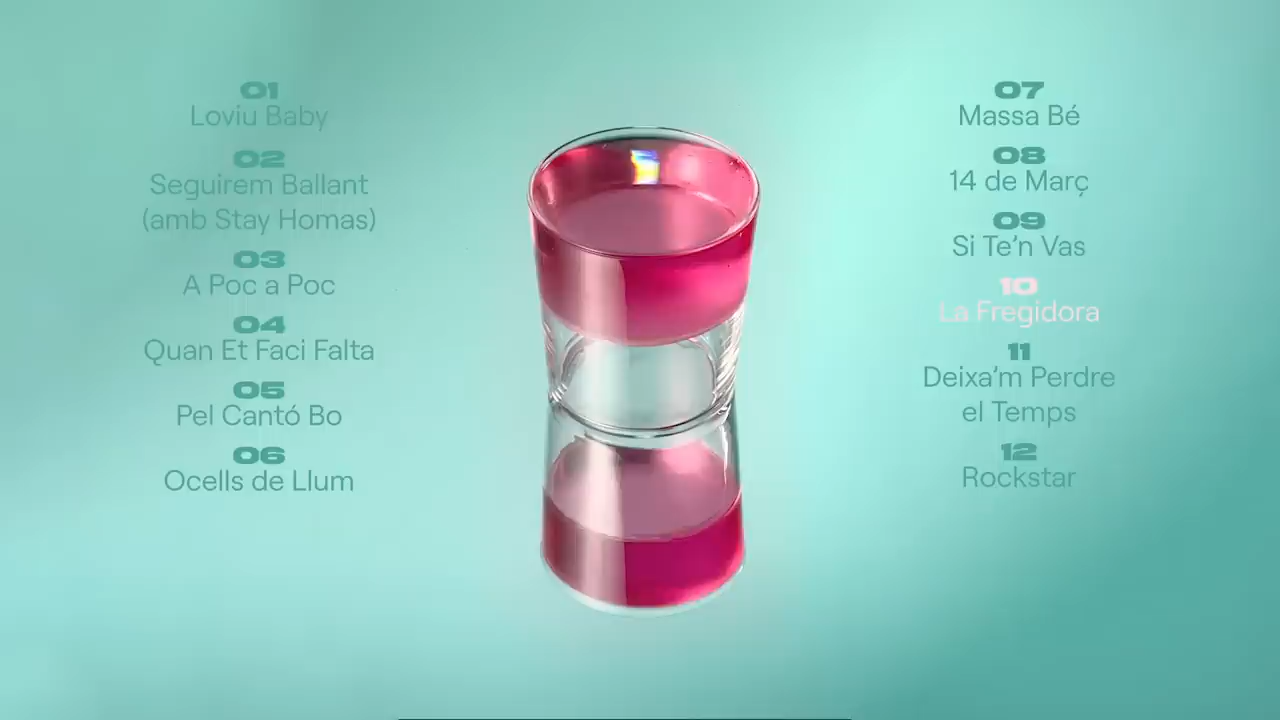 01
Loviu Baby
02
Seguirem Ballant
(amb Stay Homas)
03
A Poc a Poc
04
Quan Et Faci Falta
05
Pel Cantó Bo
06
Ocells de Llum
07
Massa Bé
08
14 de Març
09
Si Te’n Vas
10
La Fregidora
11
Deixa’m Perdre
el Temps
12
Rockstar